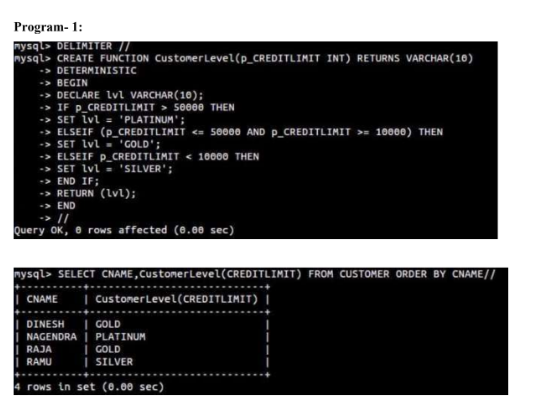 Program- 1:
mysql> DELIMITER //
mysql> CREATE FUNCTION CustomerLevel(p_CREDITLIMIT INT) RETURNS VARCHAR(10)
-> DETERMINISTIC
-> BEGIN
-> DECLARE lvl VARCHAR(10);
-> IF p_CREDITLIMIT > 50000 THEN
-> SET lvl = 'PLATINUM';
-> ELSEIF (p_CREDITLIMIT <= 50000 AND p_CREDITLIMIT >= 10000) THEN
-> SET lvl = 'GOLD';
-> ELSEIF p_CREDITLIMIT < 10000 THEN
-> SET lvl = 'SILVER';
-> END IF;
-> RETURN (lvl);
-> END
-> //
Query OK, 0 rows affected (0.00 sec)
mysql> SELECT CNAME,CustomerLevel(CREDITLIMIT) FROM CUSTOMER ORDER BY CNAME//
+----------+----------------------------+
| CNAME | CustomerLevel(CREDITLIMIT) |
+----------+----------------------------+
| DINESH | GOLD |
| NAGENDRA | PLATINUM |
| RAJA | GOLD |
| RAMU | SILVER |
+----------+----------------------------+
4 rows in set (0.00 sec)